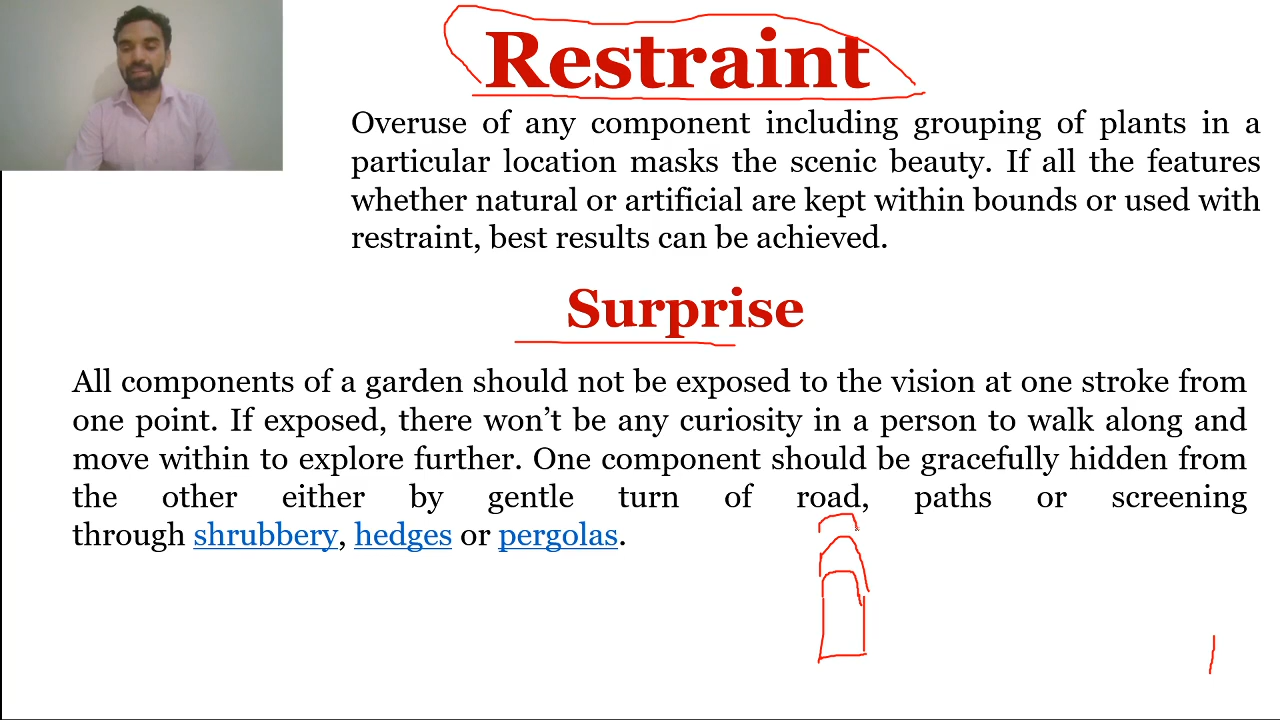 Restraint
Overuse of any component including grouping of plants in a
particular location masks the scenic beauty. If all the features
whether natural or artificial are kept within bounds or used with
restraint, best results can be achieved.
Surprise
All components of a garden should not be exposed to the vision at one stroke from
one point. If exposed, there won’t be any curiosity in a person to walk along and
move within to explore further. One component should be gracefully hidden from
the other either by gentle turn of road, paths or screening
through shrubbery, hedges or pergolas.